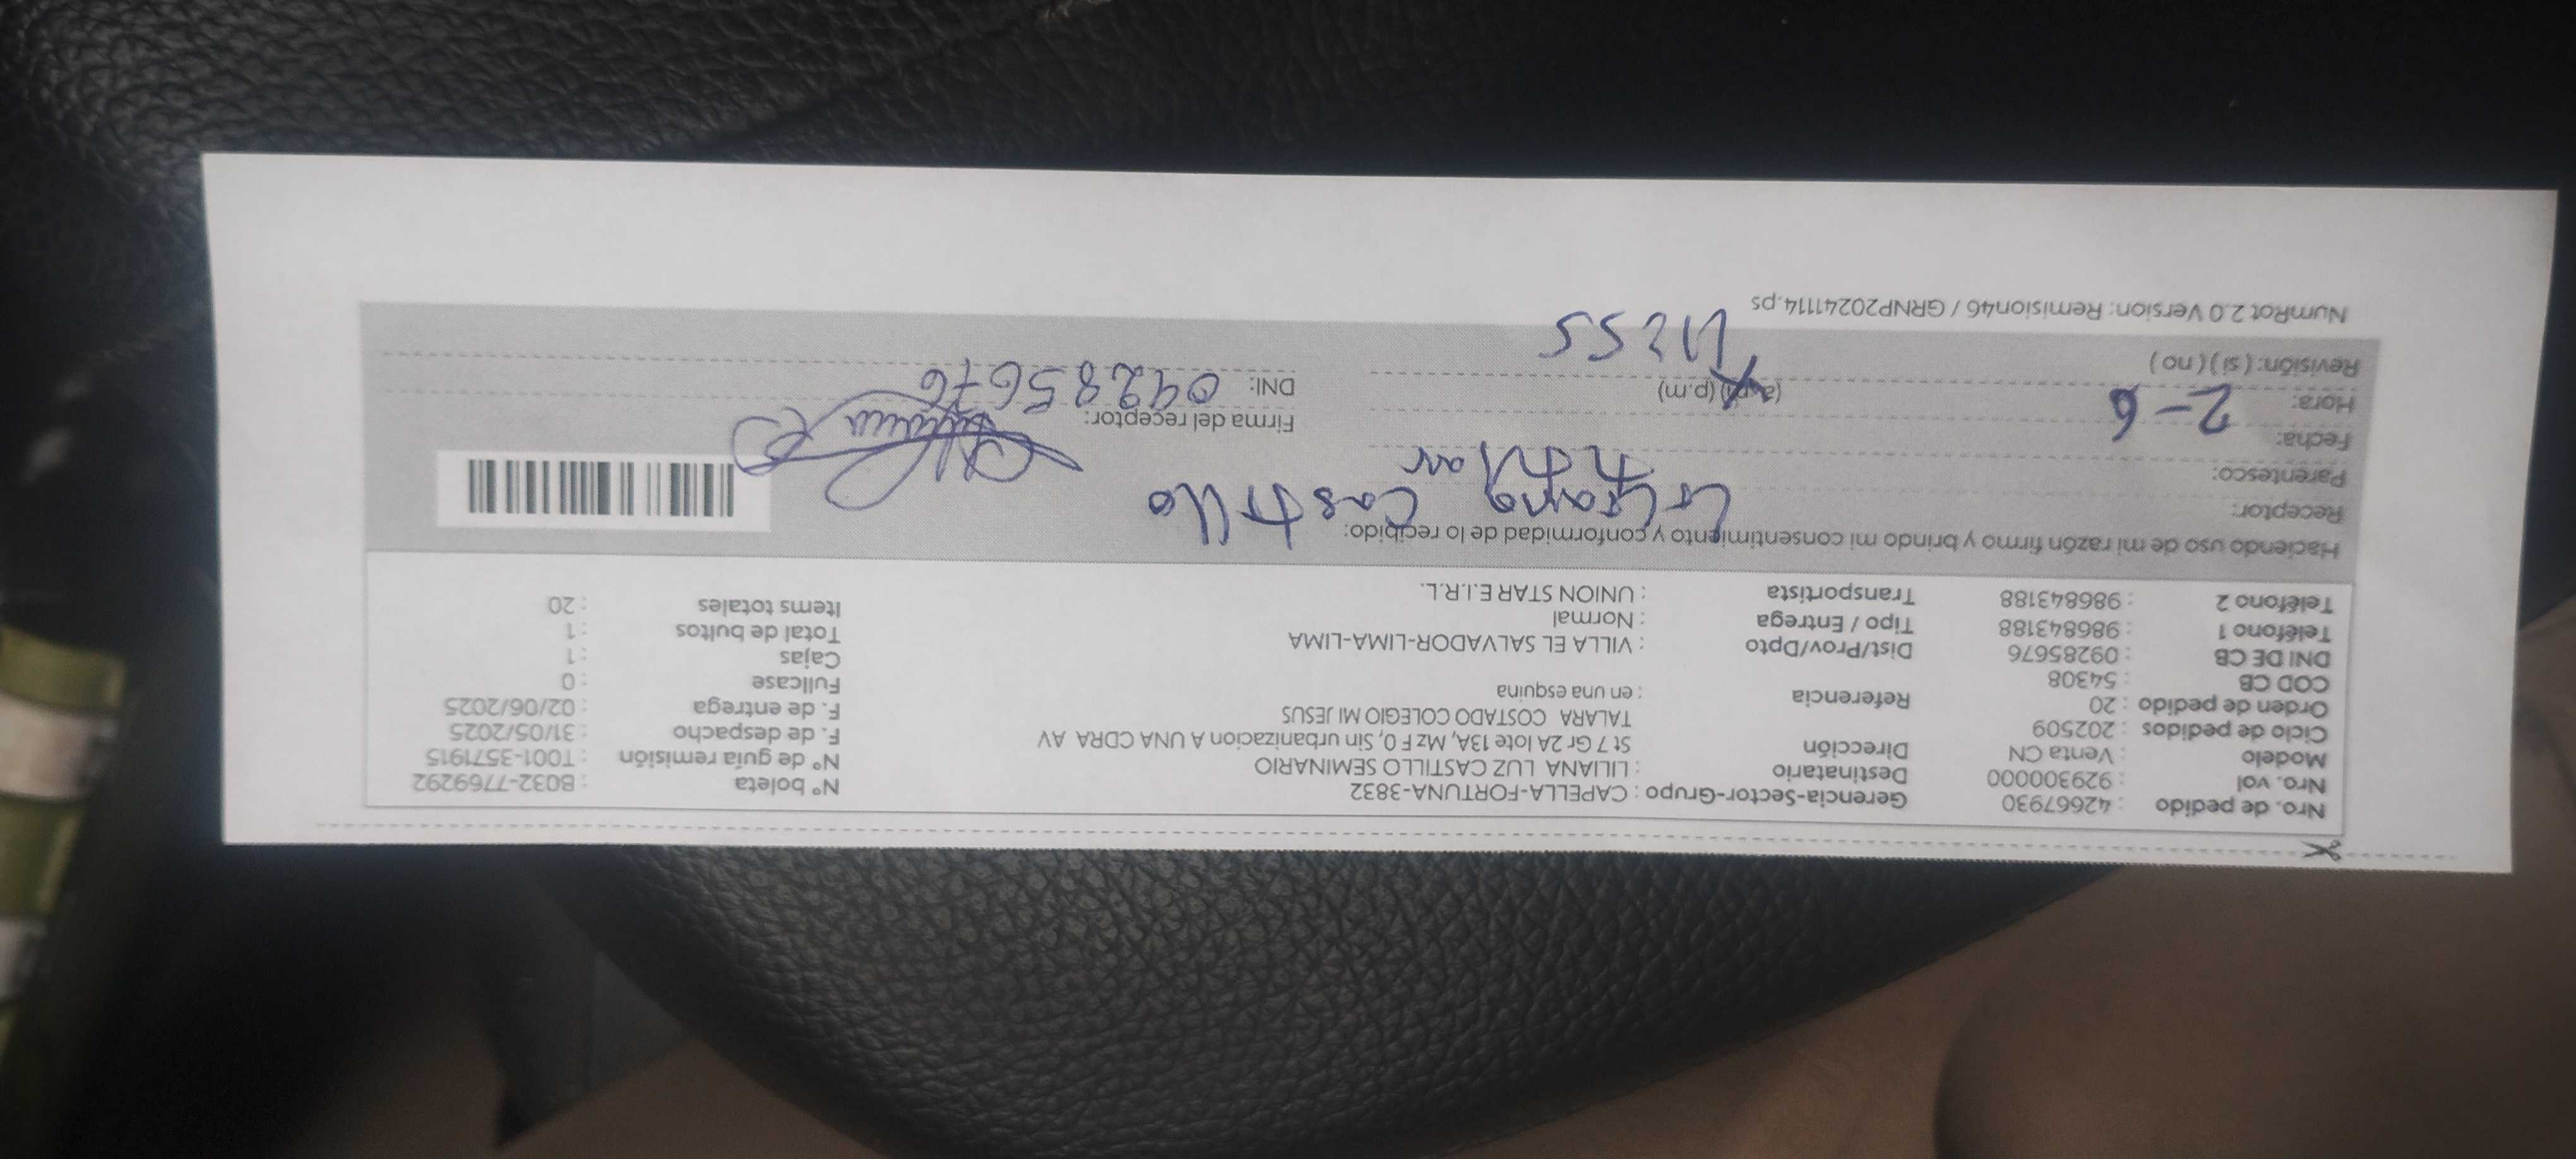 Nro. de pedido : 42667930
Nro. vol : 929300000
Modelo : Venta CN
Ciclo de pedidos : 202509
Orden de pedido : 20
COD CB : 54308
DNI DE CB : 09285676
Teléfono 1 : 986843188
Teléfono 2 : 986843188
Gerencia-Sector-Grupo : CAPELLA-FORTUNA-3832
Destinatario : LILIANA LUZ CASTILLO SEMINARIO
Dirección St 7 Gr 2A lote 13A, Mz F 0, Sin urbanizacion A UNA CDRA AV
TALARA COSTADO COLEGIO MI JESUS
Referencia : en una esquina
Dist/Prov/Dpto : VILLA EL SALVADOR-LIMA-LIMA
Tipo / Entrega : Normal
Transportista : UNION STAR E.I.R.L.
N° boleta : B032-7769292
N° de guía remisión : T001-3571915
F. de despacho : 31/05/2025
F. de entrega : 02/06/2025
Fullcase : 0
Cajas : 1
Total de bultos : 1
Items totales : 20
Haciendo uso de mi razón firmo y brindo mi consentimiento y conformidad de lo recibido:
Receptor: Castillo
Parentesco:
Fecha: 2-6
Hora: (p.m)
Revisión: ( si ) ( no )
Firma del receptor:
DNI: 09285676
NumRot 2.0 Version: Remision46 / GRNP20241114.ps